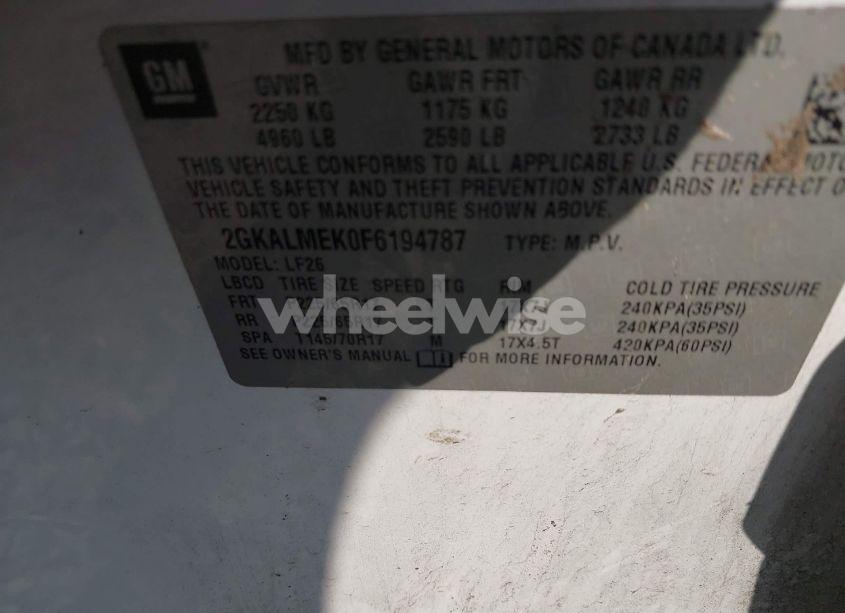 GM
MFD BY GENERAL MOTORS OF CANADA LTD.
GVWR GAWR FRT GAWR RR
2250 KG 1175 KG 1240 KG
4960 LB 2590 LB 2733 LB
THIS VEHICLE CONFORMS TO ALL APPLICABLE U.S. FEDERAL MOTO
VEHICLE SAFETY AND THEFT PREVENTION STANDARDS IN EFFECT O
THE DATE OF MANUFACTURE SHOWN ABOVE.
2GKALMEK0F6194787 TYPE: M.P.V.
MODEL: LF26
LBCD TIRE SIZE SPEED RTG RIM COLD TIRE PRESSURE
FRT 240KPA(35PSI)
RR P225/65R17 17X7J 240KPA(35PSI)
SPA T145/70R17 M 17X4.5T 420KPA(60PSI)
SEE OWNER'S MANUAL FOR MORE INFORMATION.
wheelwise